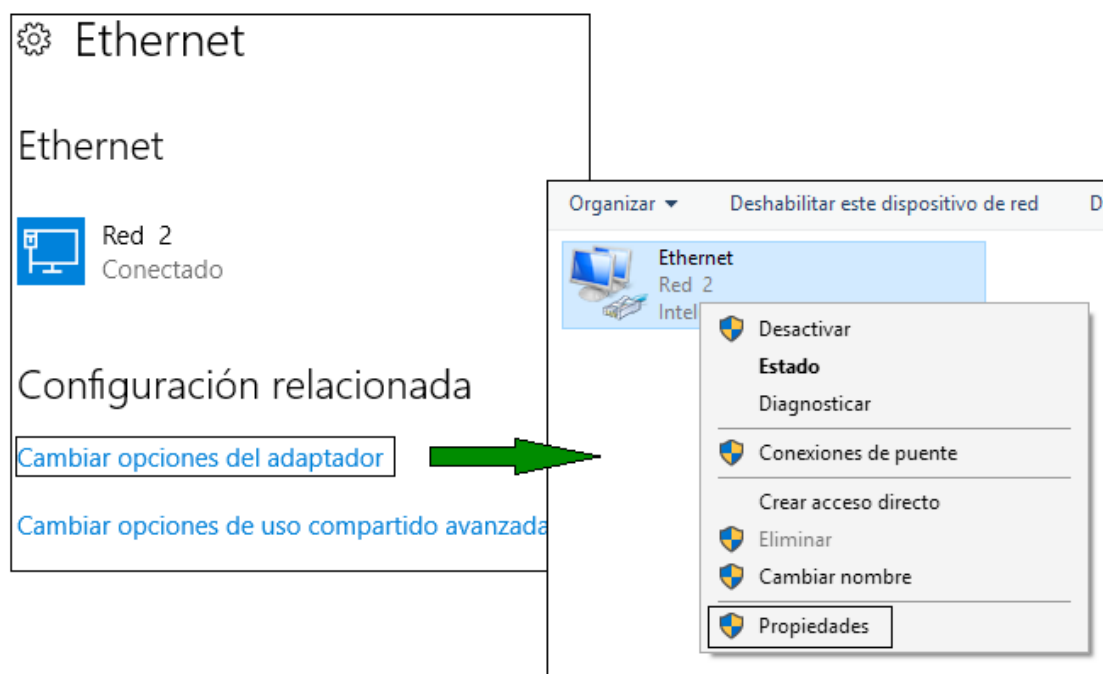 Ethernet
Ethernet
Red 2
Conectado
Configuración relacionada
Cambiar opciones del adaptador
Cambiar opciones de uso compartido avanzada
Organizar
Deshabilitar este dispositivo de red
D
Ethernet
Red 2
Intel
Desactivar
Estado
Diagnosticar
Conexiones de puente
Crear acceso directo
Eliminar
Cambiar nombre
Propiedades